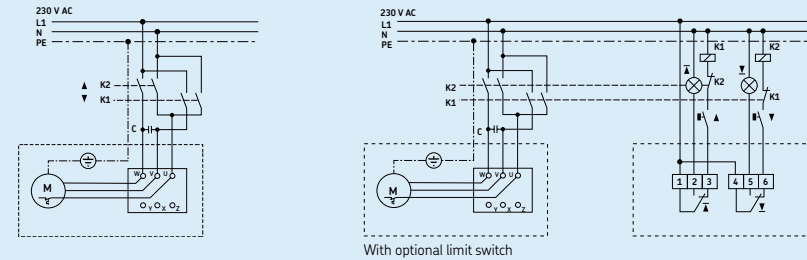 230 V AC
L1
N
PE
▲ K2
▼ K1
C
W V U
M
Y X Z
230 V AC
L1
N
PE
K1 K2
K2
K1
K2
K1
C
W V U
M
Y X Z
1 2 3 4 5 6
With optional limit switch